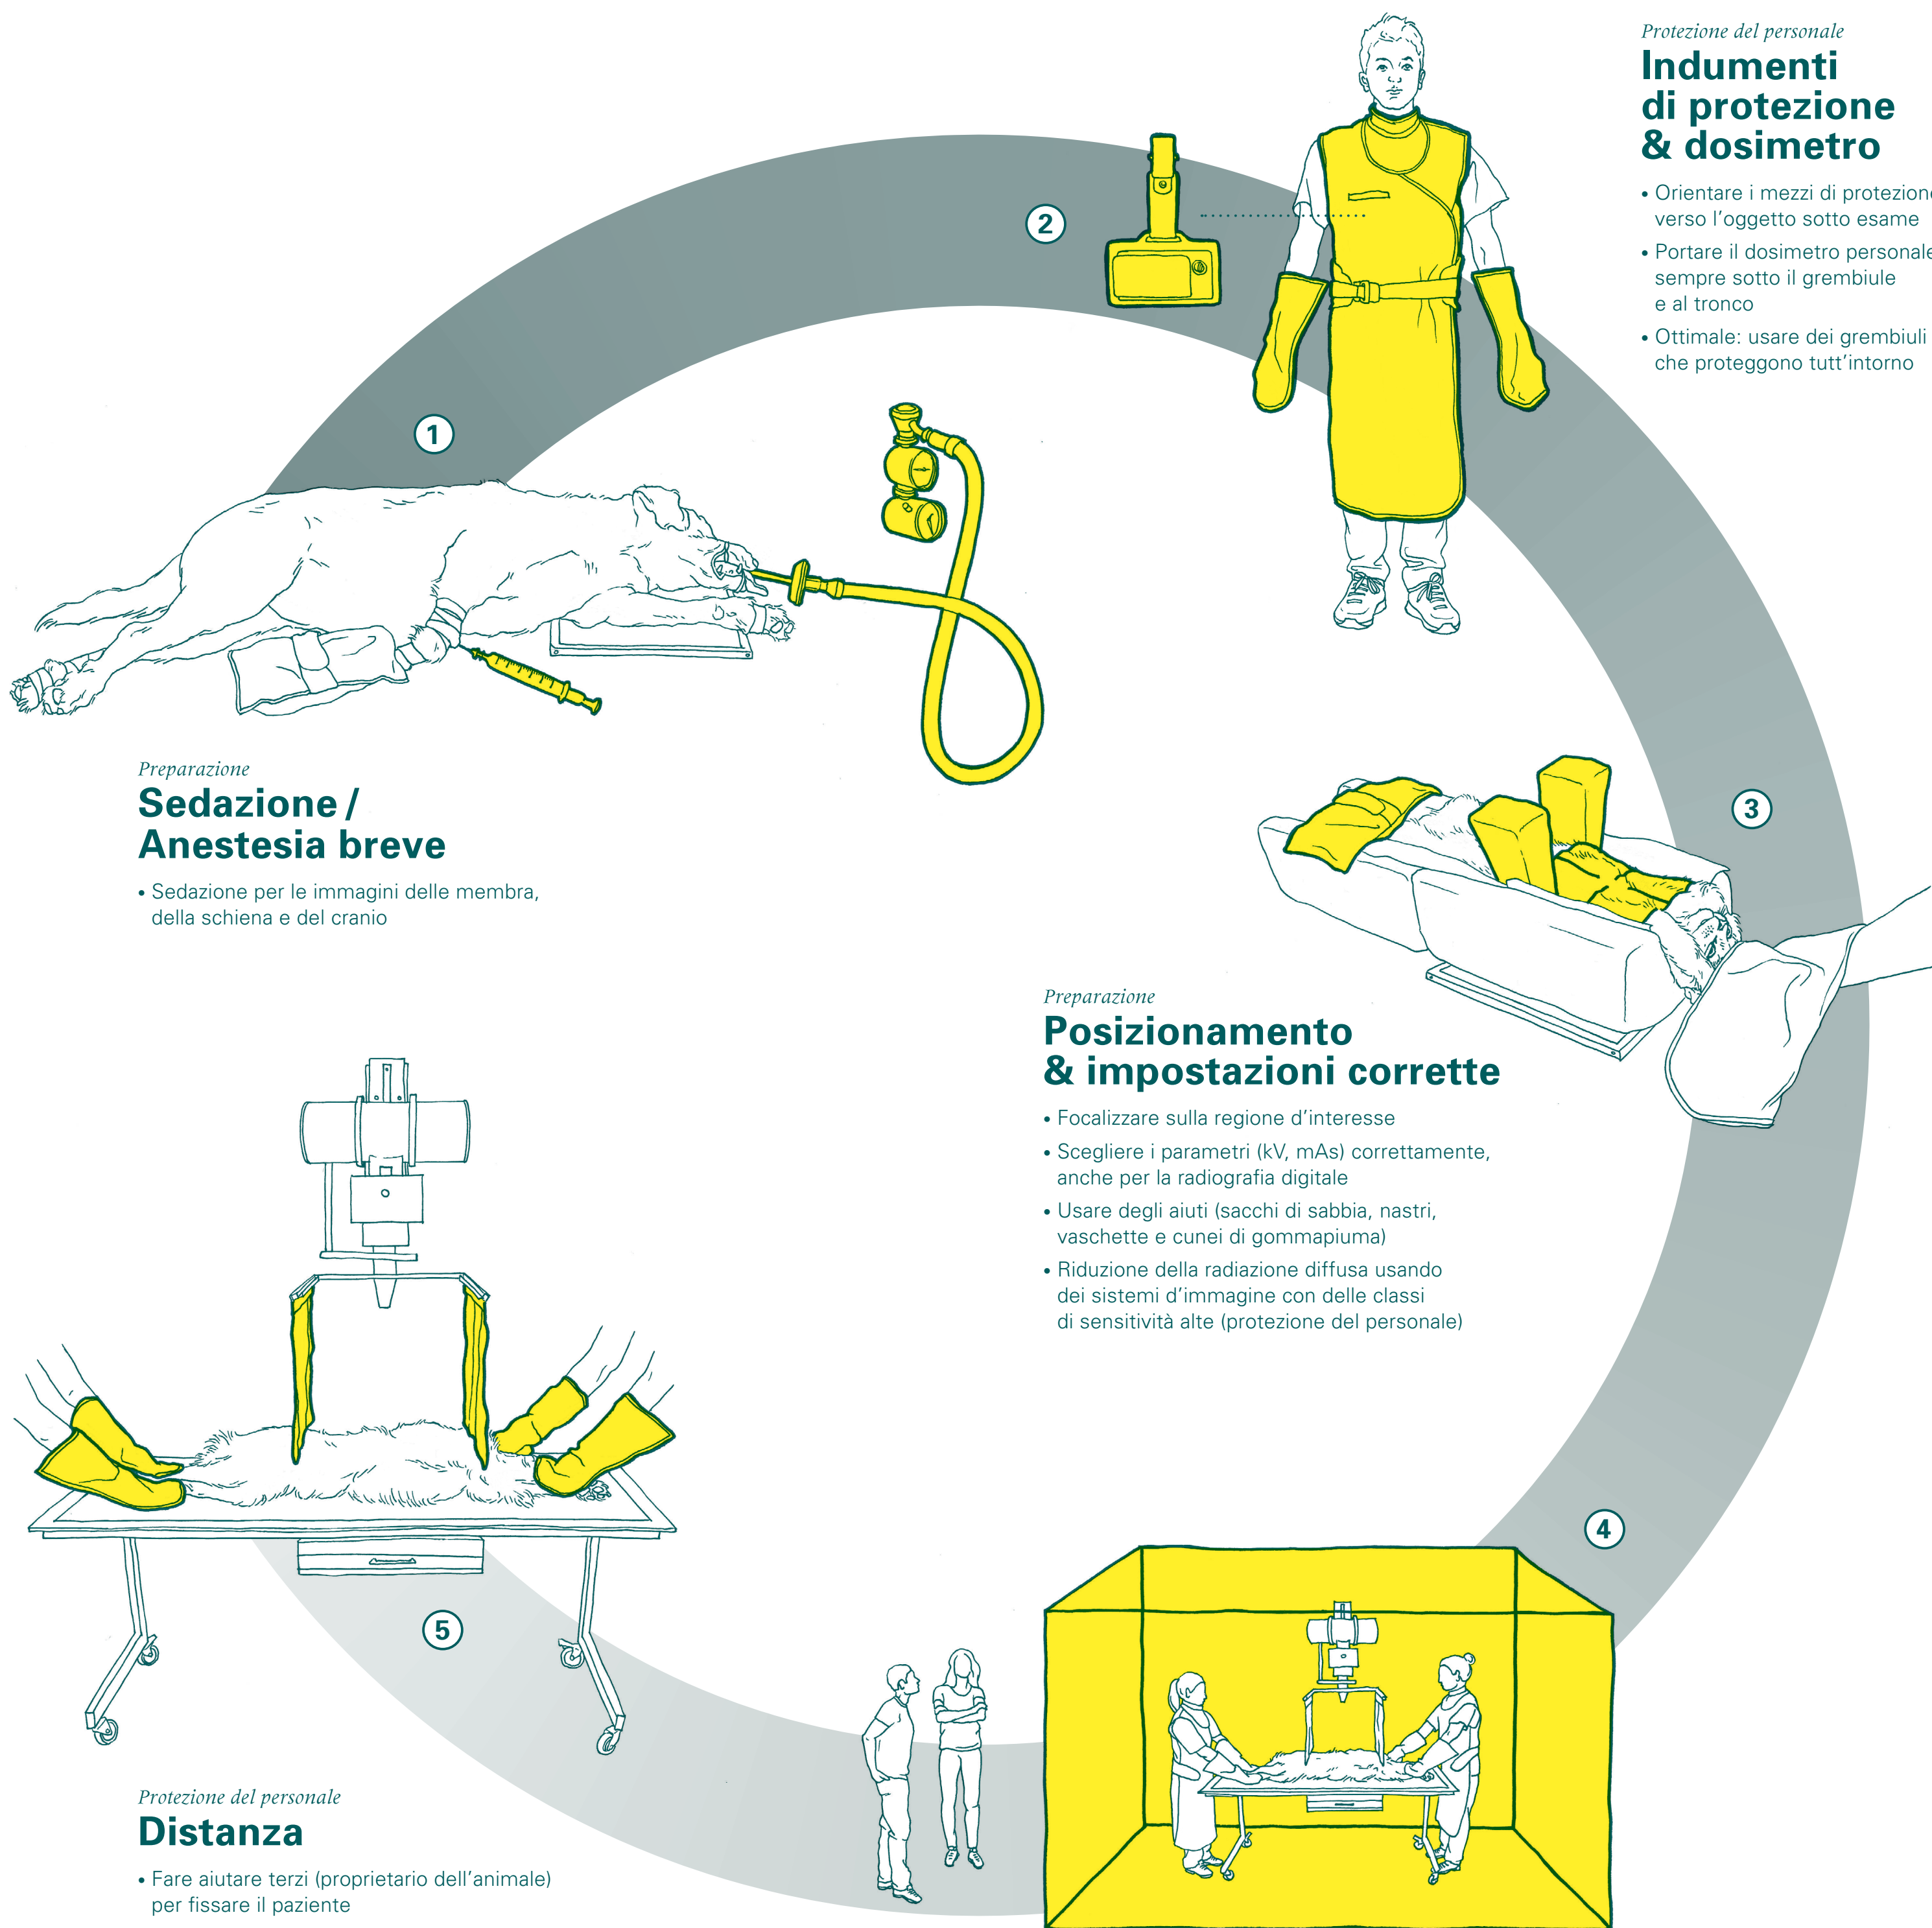 Protezione del personale
Indumenti
di protezione
& dosimetro
• Orientare i mezzi di protezione
verso l'oggetto sotto esame
• Portare il dosimetro personale
sempre sotto il grembiule
e al tronco
• Ottimale: usare dei grembiuli
che proteggono tutt'intorno
2
1
Preparazione
Sedazione /
Anestesia breve
• Sedazione per le immagini delle membra,
della schiena e del cranio
3
Preparazione
Posizionamento
& impostazioni corrette
• Focalizzare sulla regione d'interesse
• Scegliere i parametri (kV, mAs) correttamente,
anche per la radiografia digitale
• Usare degli aiuti (sacchi di sabbia, nastri,
vaschette e cunei di gommapiuma)
• Riduzione della radiazione diffusa usando
dei sistemi d'immagine con delle classi
di sensitività alte (protezione del personale)
4
5
Protezione del personale
Distanza
• Fare aiutare terzi (proprietario dell'animale)
per fissare il paziente